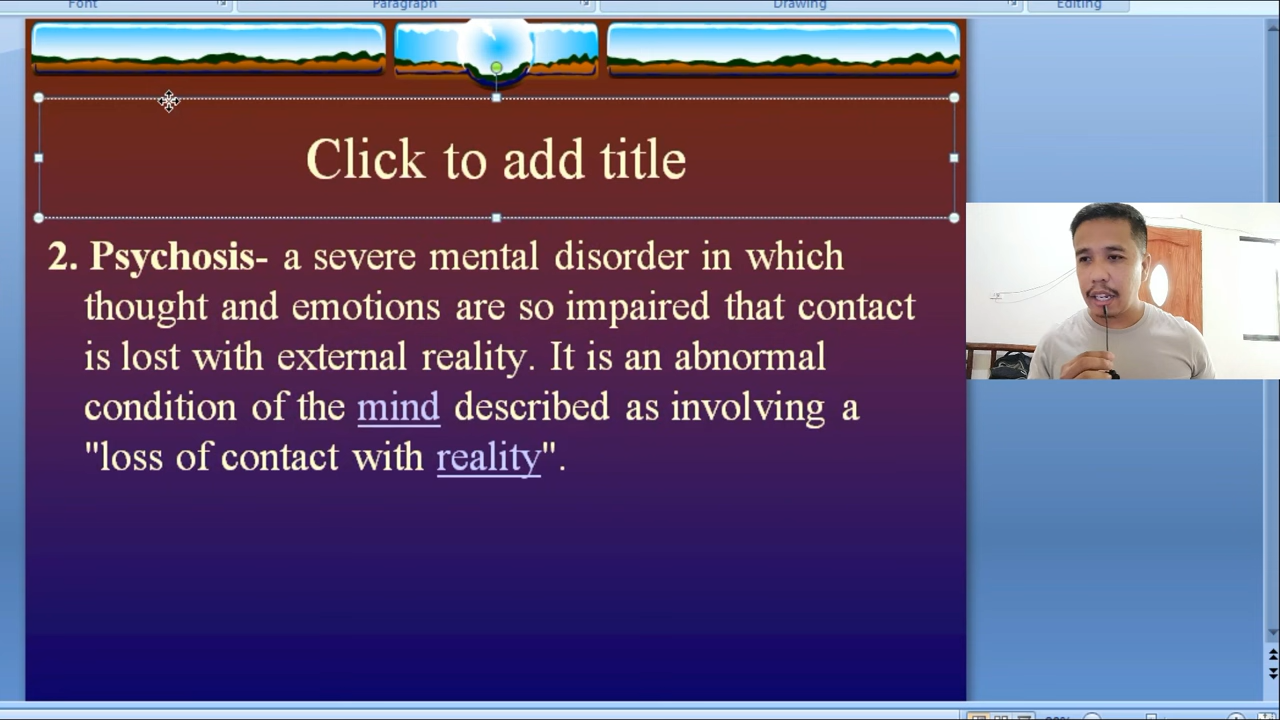 Font Paragraph Drawing Editing
Click to add title
2. Psychosis- a severe mental disorder in which
thought and emotions are so impaired that contact
is lost with external reality. It is an abnormal
condition of the mind described as involving a
"loss of contact with reality".